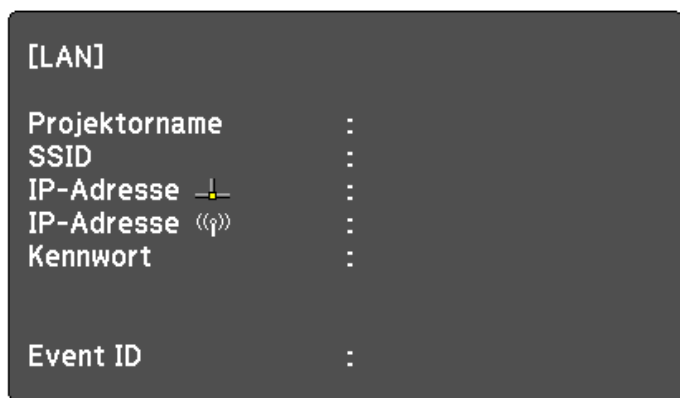 [LAN]
Projektorname :
SSID :
IP-Adresse :
IP-Adresse :
Kennwort :
Event ID :